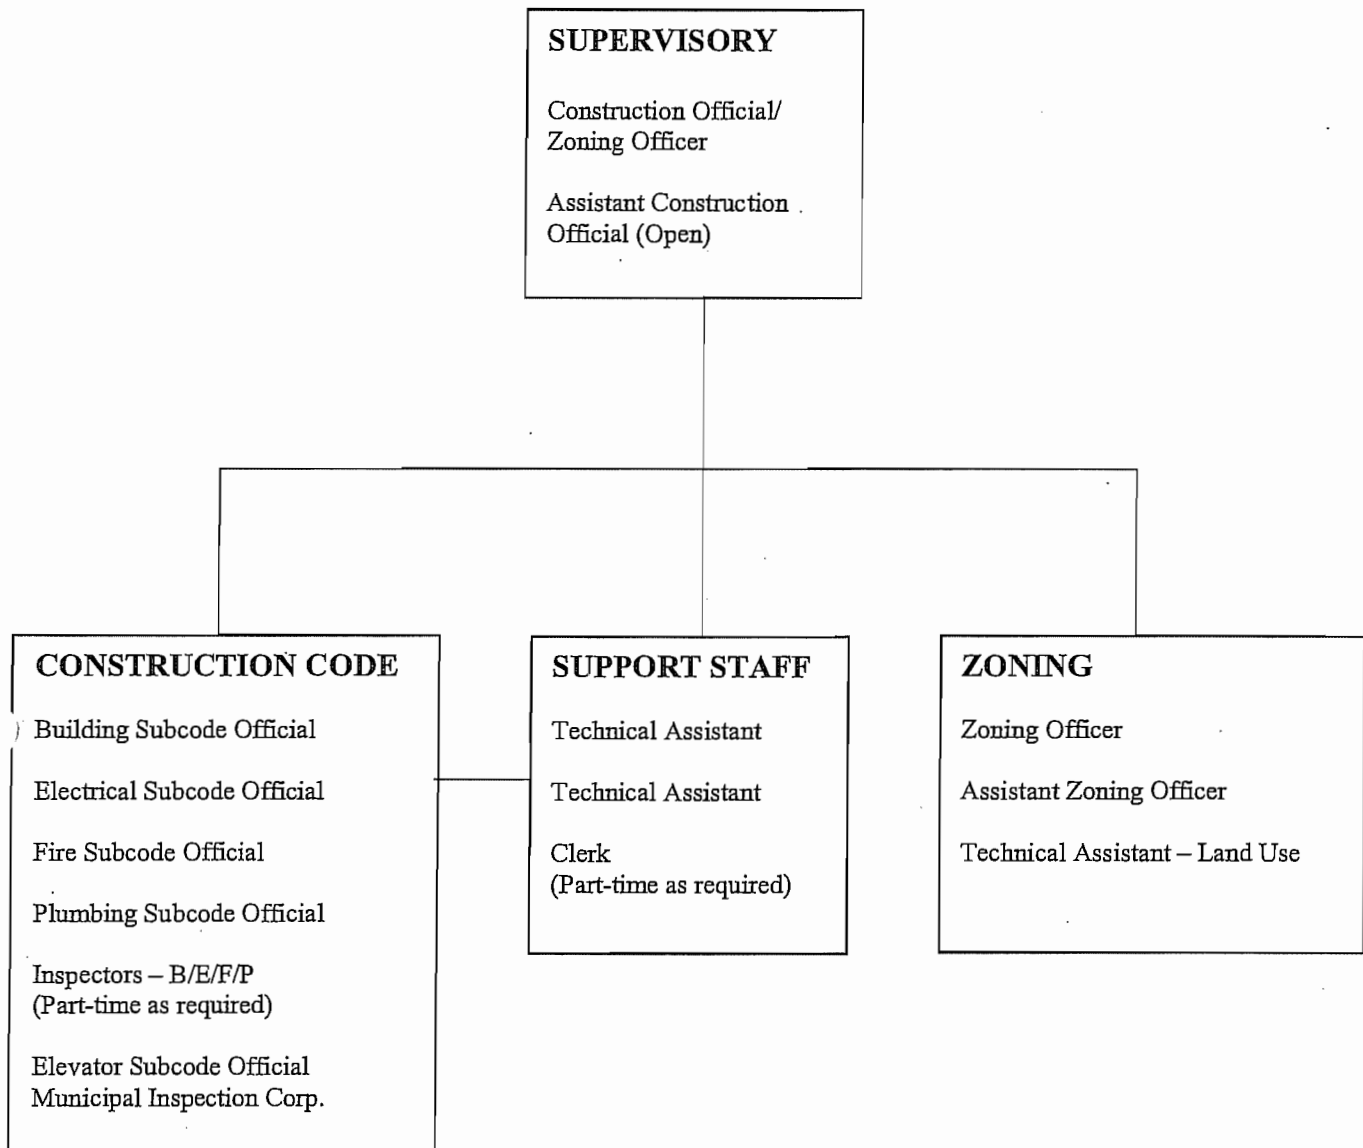 SUPERVISORY
Construction Official/
Zoning Officer
Assistant Construction
Official (Open)
CONSTRUCTION CODE
Building Subcode Official
Electrical Subcode Official
Fire Subcode Official
Plumbing Subcode Official
Inspectors – B/E/F/P
(Part-time as required)
Elevator Subcode Official
Municipal Inspection Corp.
SUPPORT STAFF
Technical Assistant
Technical Assistant
Clerk
(Part-time as required)
ZONING
Zoning Officer
Assistant Zoning Officer
Technical Assistant – Land Use